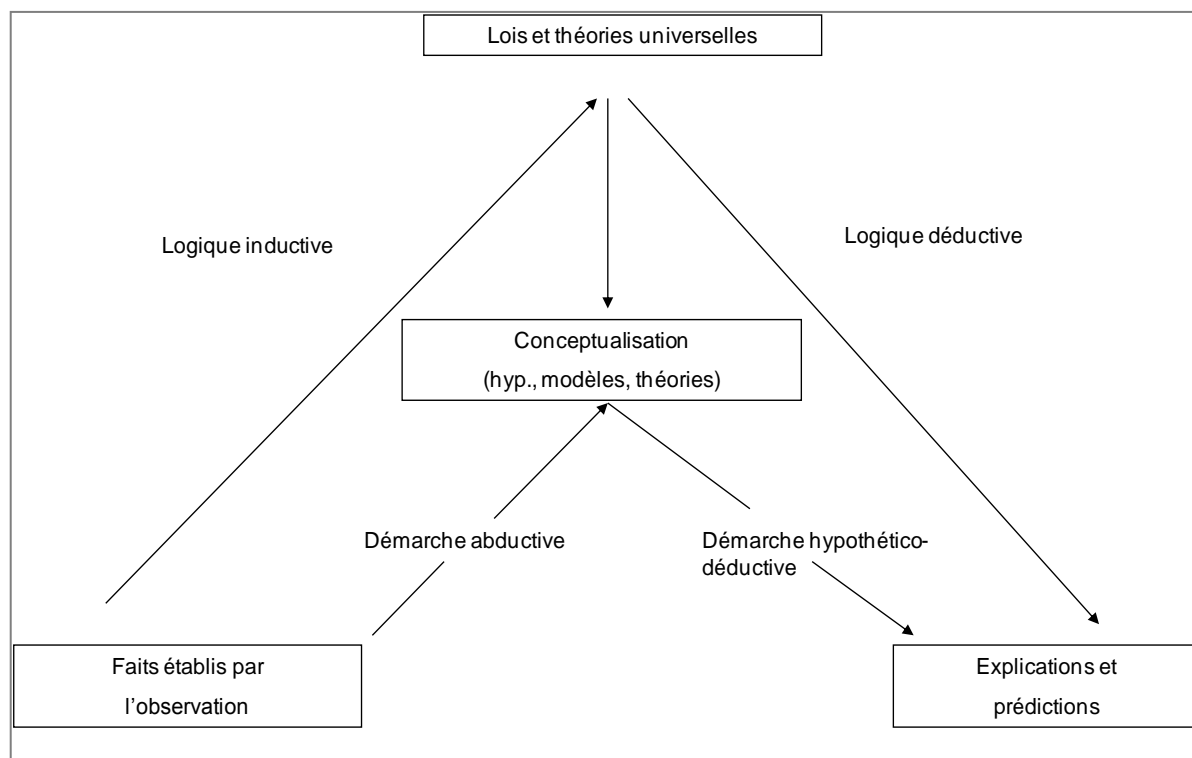 Lois et théories universelles
Logique inductive
Logique déductive
Conceptualisation
(hyp., modèles, théories)
Démarche abductive
Démarche hypothético-
déductive
Faits établis par
l'observation
Explications et
prédictions